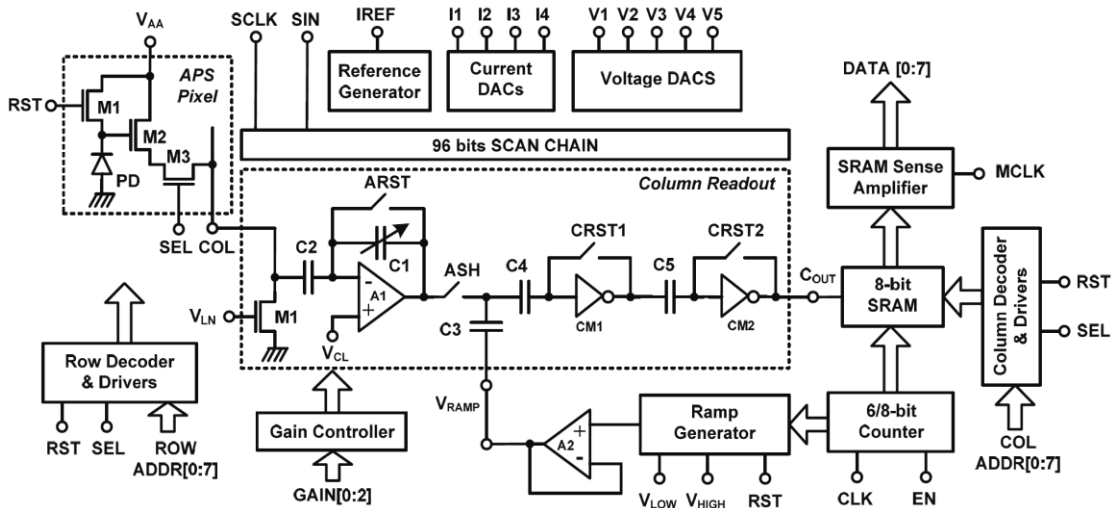 VAA
SCLK
SIN
IREF
I1 I2 I3 I4
V1 V2 V3 V4 V5
APS
Pixel
Reference
Generator
Current
DACs
Voltage DACS
DATA [0:7]
RST
M1
M2
M3
PD
96 bits SCAN CHAIN
SRAM Sense
Amplifier
MCLK
SEL COL
Column Readout
ARST
C2
C1
A1
-
+
ASH
C4
CRST1
CM1
C5
CRST2
CM2
COUT
8-bit
SRAM
Column Decoder
& Drivers
RST
SEL
VLN
M1
VCL
C3
Row Decoder
& Drivers
RST SEL ROW
ADDR[0:7]
Gain Controller
GAIN[0:2]
VRAMP
A2
+
-
Ramp
Generator
VLOW VHIGH RST
6/8-bit
Counter
CLK EN
COL
ADDR[0:7]